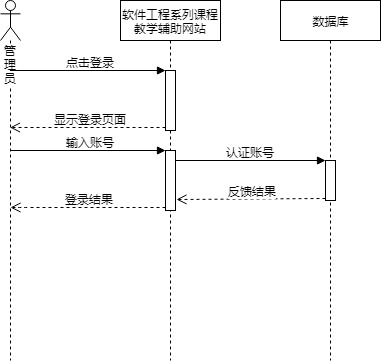 软件工程系列课程
教学辅助网站
数据库
管
理
员
点击登录
显示登录页面
输入账号
认证账号
反馈结果
登录结果